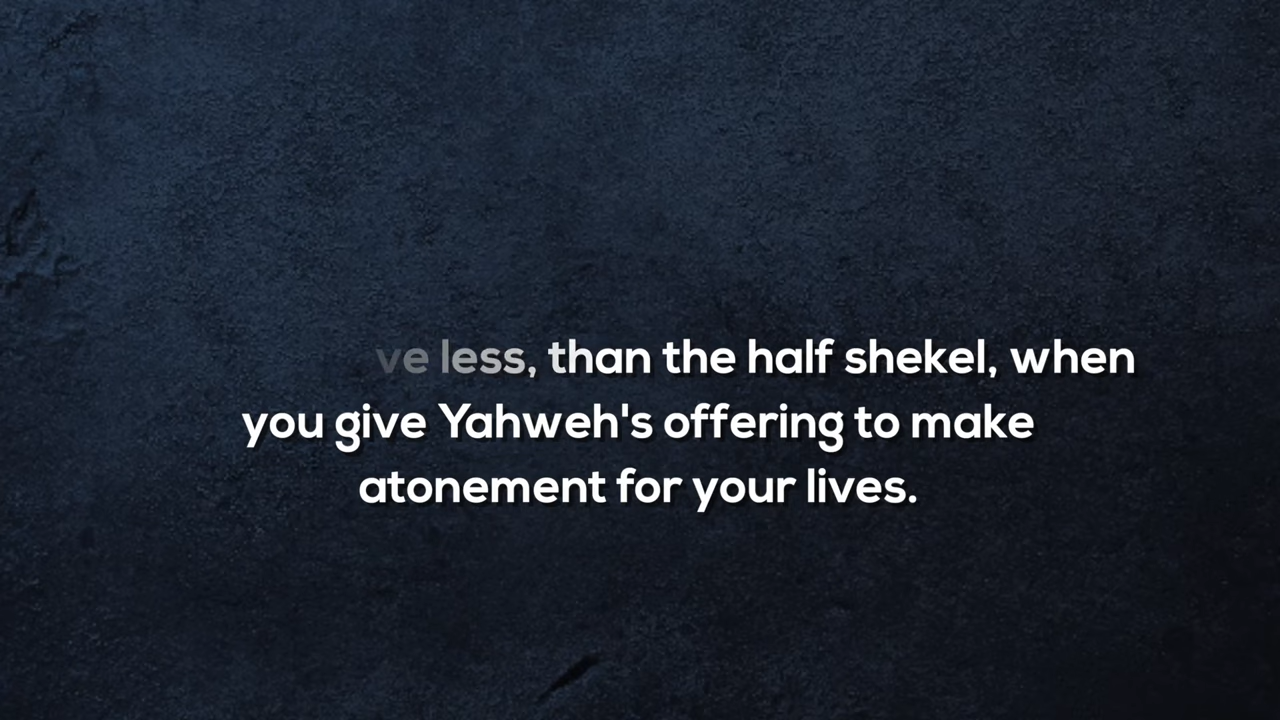 ve less, than the half shekel, when
you give Yahweh's offering to make
atonement for your lives.